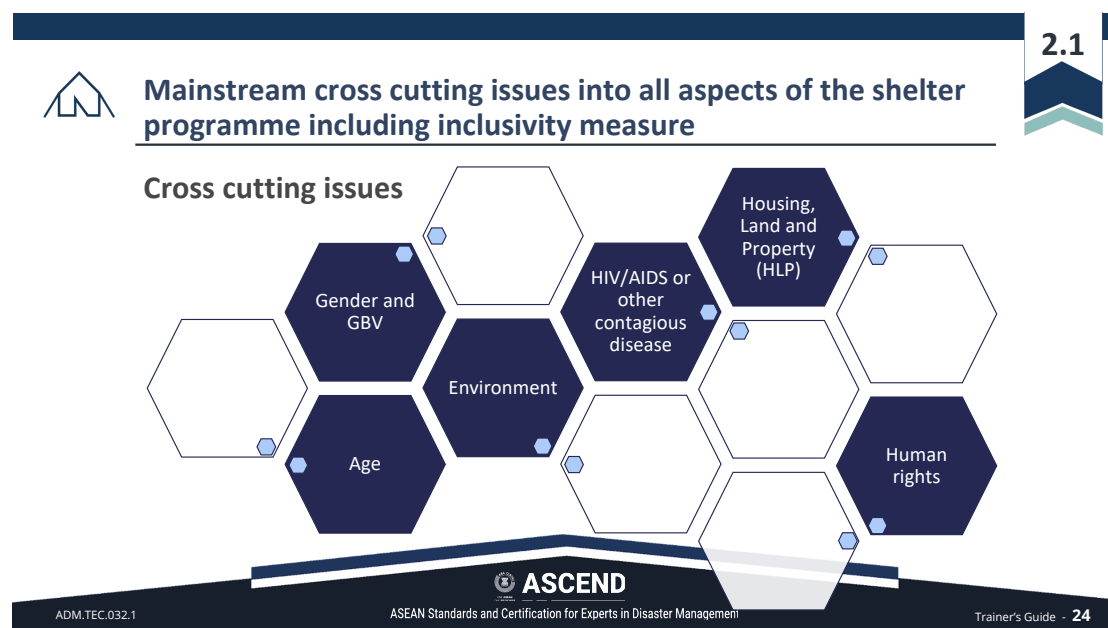 2.1
Mainstream cross cutting issues into all aspects of the shelter
programme including inclusivity measure
Cross cutting issues
Housing,
Land and
Property
(HLP)
Gender and
GBV
HIV/AIDS or
other
contagious
disease
Environment
Age
Human
rights
ASCEND
ASEAN Standards and Certification for Experts in Disaster Management
ADM.TEC.032.1
Trainer's Guide - 24